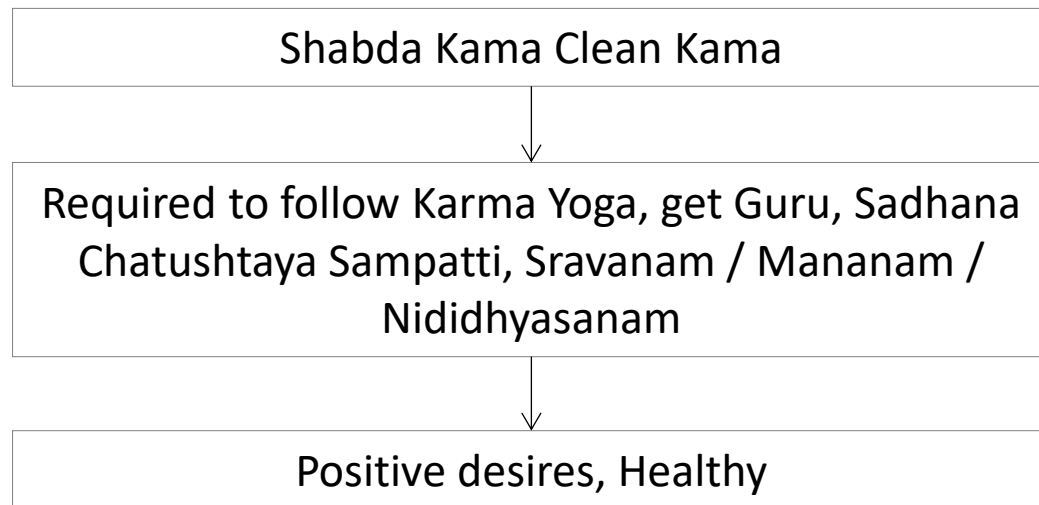 Shabda Kama Clean Kama
Required to follow Karma Yoga, get Guru, Sadhana
Chatushtaya Sampatti, Sravanam / Mananam /
Nididhyasanam
Positive desires, Healthy